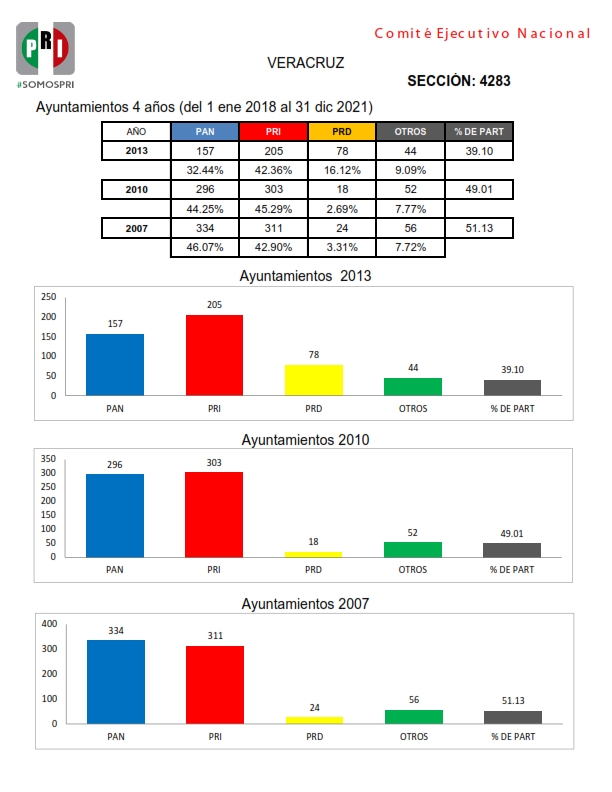 Comité Ejecutivo Nacional
PRI
#SOMOSPRI
VERACRUZ
SECCIÓN: 4283
Ayuntamientos 4 años (del 1 ene 2018 al 31 dic 2021)
AÑO PAN PRI PRD OTROS % DE PART
2013 157 205 78 44 39.10
32.44% 42.36% 16.12% 9.09%
2010 296 303 18 52 49.01
44.25% 45.29% 2.69% 7.77%
2007 334 311 24 56 51.13
46.07% 42.90% 3.31% 7.72%
Ayuntamientos 2013
250
200
150
100
50
0
157 205 78 44 39.10
PAN PRI PRD OTROS % DE PART
Ayuntamientos 2010
350
300
250
200
150
100
50
0
296 303 18 52 49.01
PAN PRI PRD OTROS % DE PART
Ayuntamientos 2007
400
300
200
100
0
334 311 24 56 51.13
PAN PRI PRD OTROS % DE PART